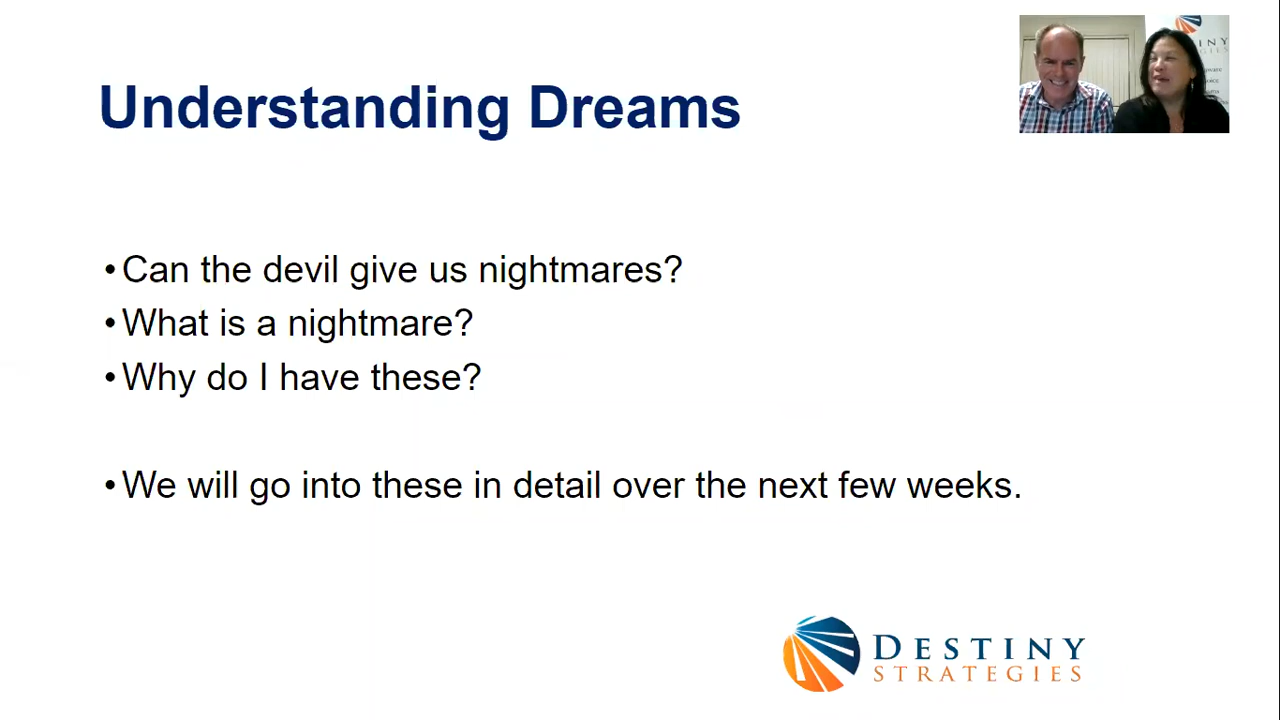 Understanding Dreams
•Can the devil give us nightmares?
•What is a nightmare?
•Why do I have these?
•We will go into these in detail over the next few weeks.
DESTINY
STRATEGIES